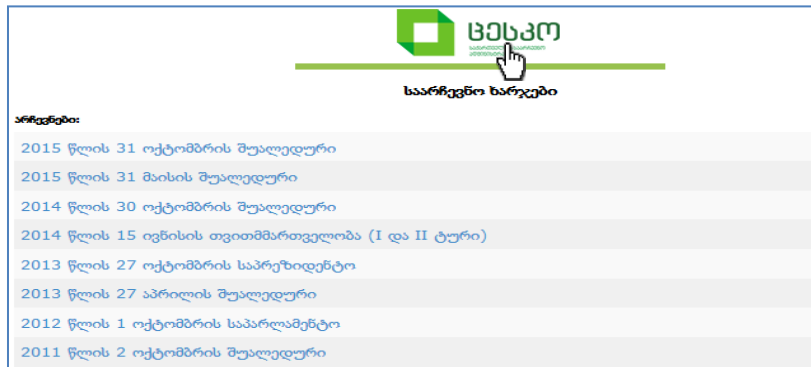 ცესკო
საარჩევნო ხარჯები
არჩევნები:
2015 წლის 31 ოქტომბრის შუალედური
2015 წლის 31 მაისის შუალედური
2014 წლის 30 ოქტომბრის შუალედური
2014 წლის 15 ივნისის თვითმმართველობა (I და II ტური)
2013 წლის 27 ოქტომბრის საპრეზიდენტო
2013 წლის 27 აპრილის შუალედური
2012 წლის 1 ოქტომბრის საპარლამენტო
2011 წლის 2 ოქტომბრის შუალედური